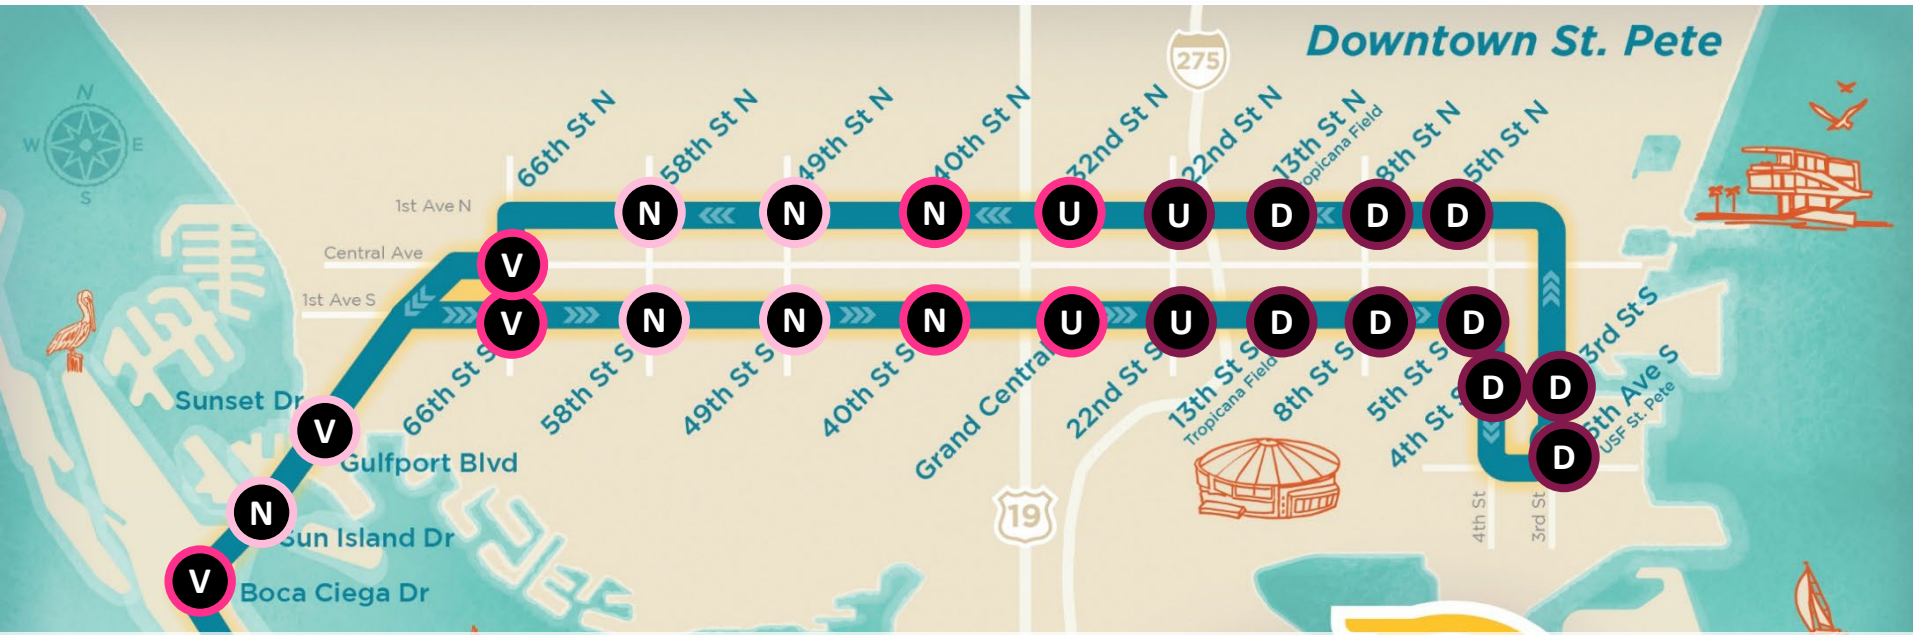 Downtown St. Pete
275
N
W
E
S
66th St N
58th St N
49th St N
40th St N
32nd St N
22nd St N
13th St N
Tropicana Field
8th St N
5th St N
1st Ave N
N
N
N
U
U
D
D
D
Central Ave
V
1st Ave S
V
N
N
N
U
U
D
D
D
66th St S
58th St S
49th St S
40th St S
Grand Central
22nd St S
13th St S
Tropicana Field
8th St S
5th St S
4th St S
D
D
3rd St S
6th Ave S
USF St. Pete
D
Sunset Dr
V
Gulfport Blvd
N
Sun Island Dr
V
Boca Ciega Dr
19
4th St
3rd St